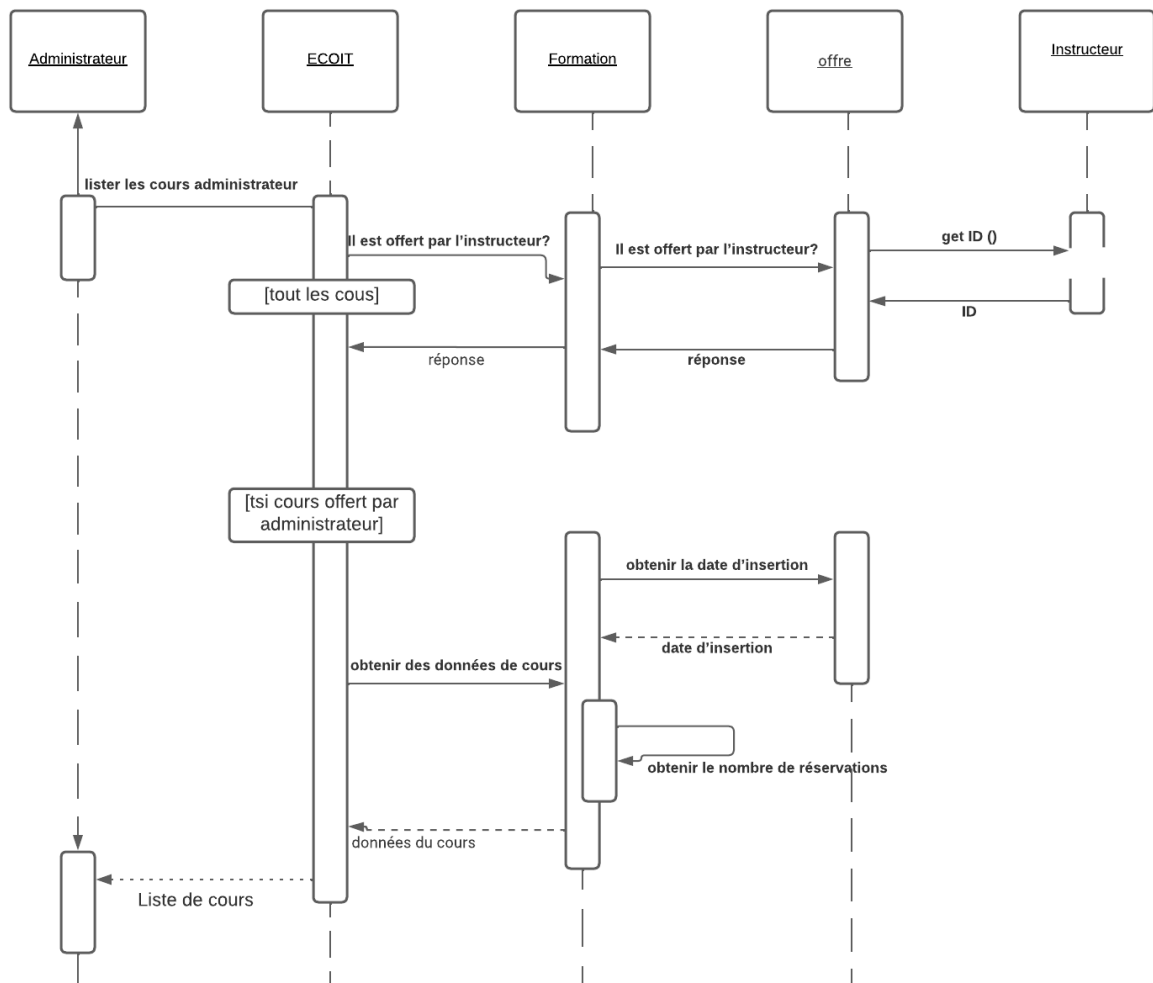 Administrateur
ECOIT
Formation
offre
Instructeur
lister les cours administrateur
Il est offert par l'instructeur?
Il est offert par l'instructeur?
get ID ()
[tout les cous]
ID
réponse
réponse
[tsi cours offert par
administrateur]
obtenir la date d'insertion
date d'insertion
obtenir des données de cours
obtenir le nombre de réservations
données du cours
Liste de cours